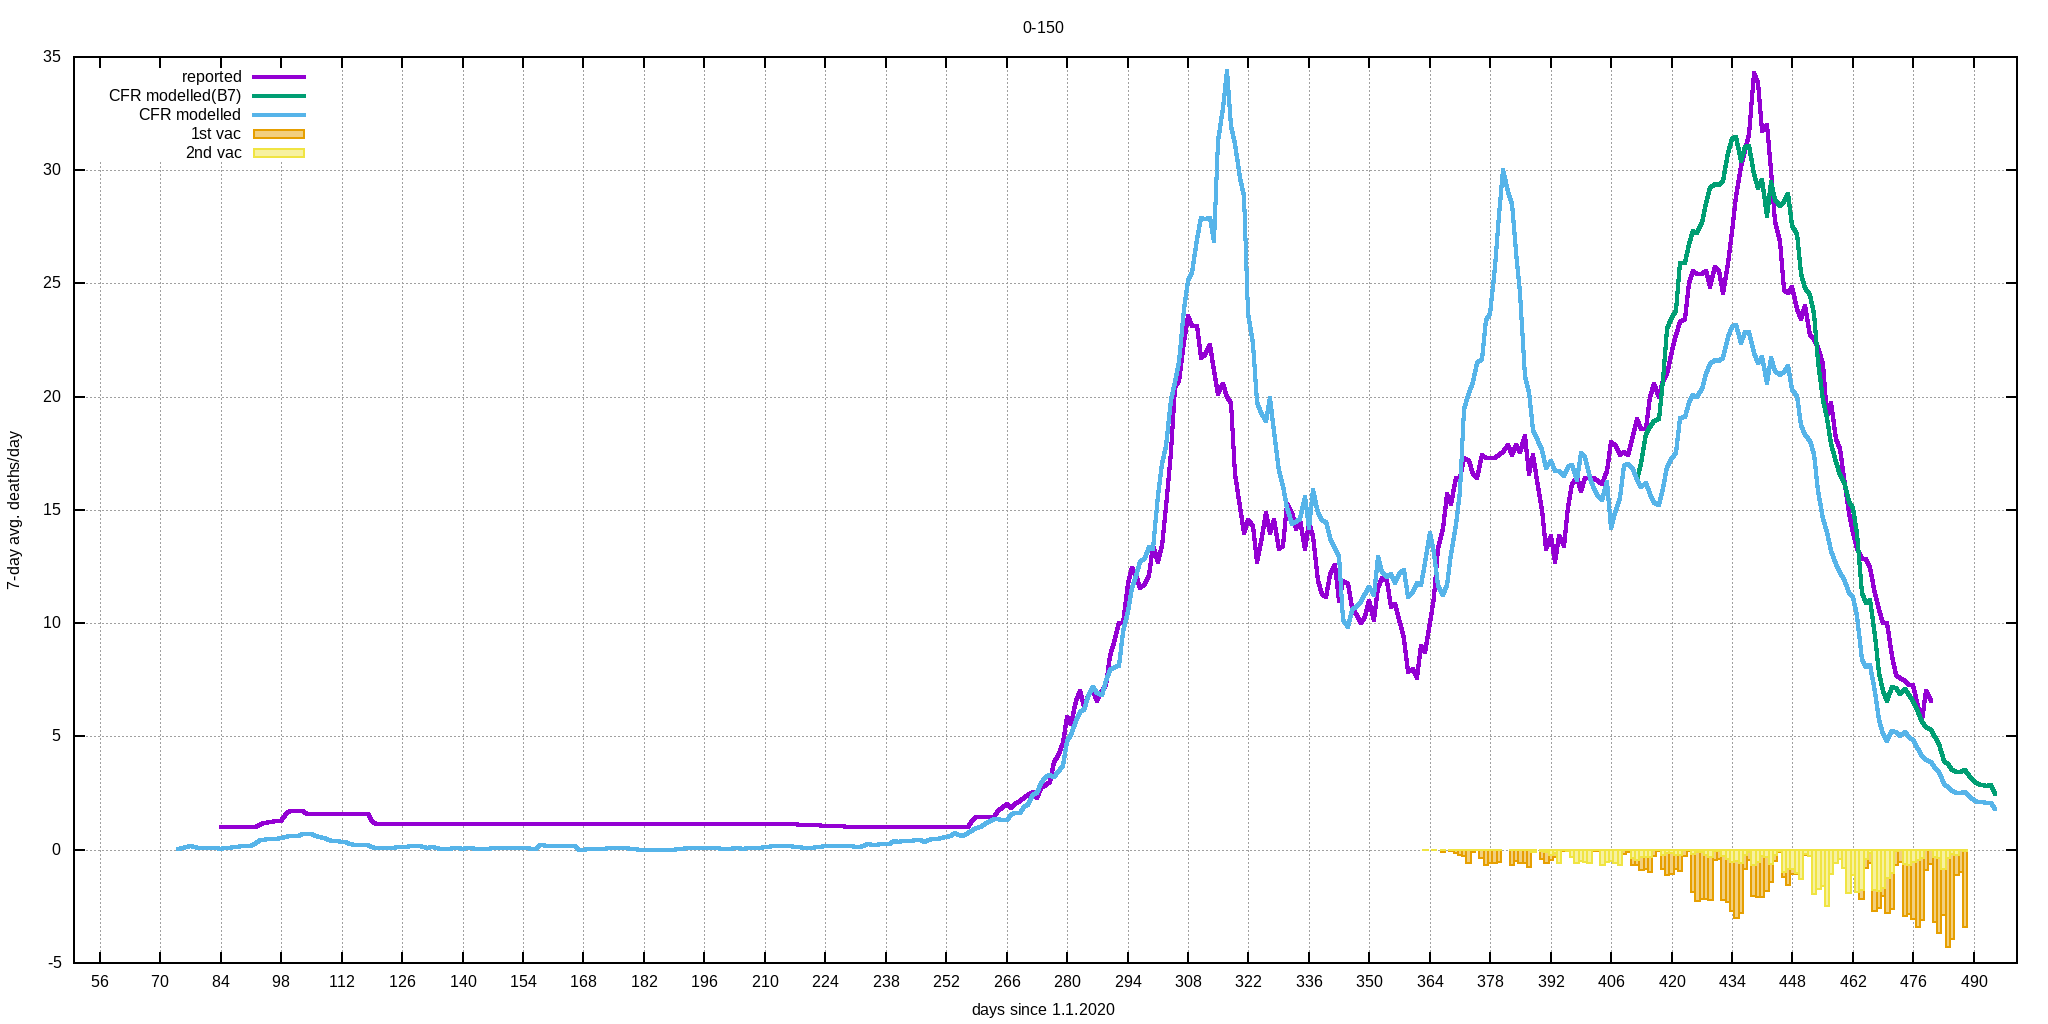 0-150
reported
CFR modelled(B7)
CFR modelled
1st vac
2nd vac
35
30
25
20
15
10
5
0
-5
7-day avg. deaths/day
56 70 84 98 112 126 140 154 168 182 196 210 224 238 252 266 280 294 308 322 336 350 364 378 392 406 420 434 448 462 476 490
days since 1.1.2020